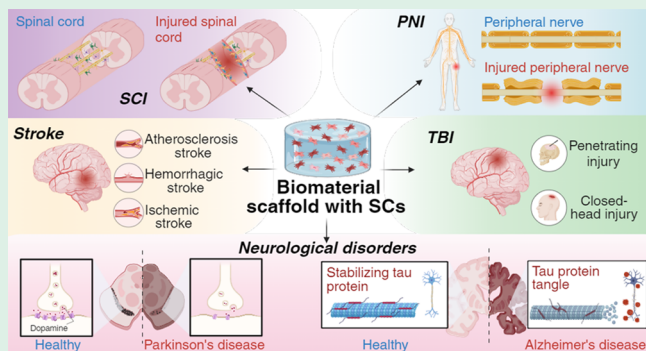 Spinal cord
Injured spinal
cord
SCI
PNI
Peripheral nerve
Injured peripheral nerve
Stroke
Atherosclerosis
stroke
Hemorrhagic
stroke
Ischemic
stroke
Biomaterial
scaffold with SCs
TBI
Penetrating
injury
Closed-
head injury
Neurological disorders
Dopamine
Healthy
Parkinson's disease
Stabilizing tau
protein
Healthy
Tau protein
tangle
Alzheimer's disease